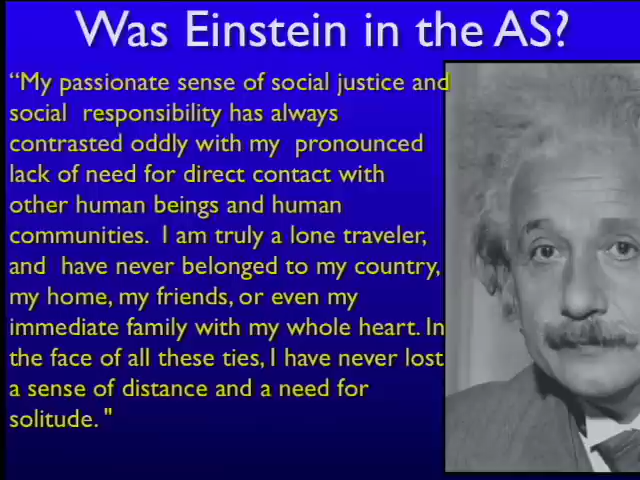 Was Einstein in the AS?
“My passionate sense of social justice and
social responsibility has always
contrasted oddly with my pronounced
lack of need for direct contact with
other human beings and human
communities. I am truly a lone traveler,
and have never belonged to my country,
my home, my friends, or even my
immediate family with my whole heart. In
the face of all these ties, I have never lost
a sense of distance and a need for
solitude. "